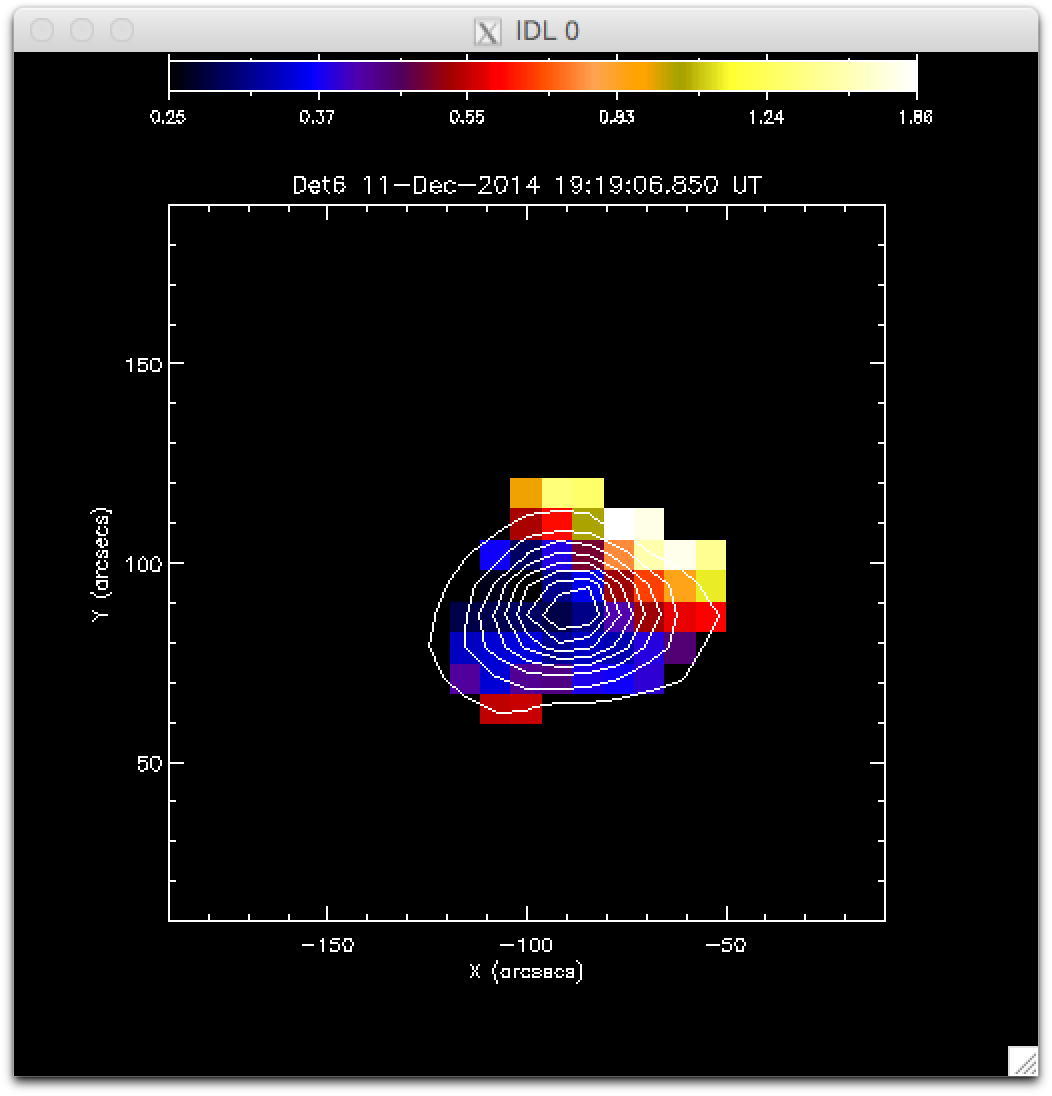 IDL 0
0.25 0.37 0.55 0.83 1.24 1.86
Det6 11-Dec-2014 19:19:06.850 UT
150
Y (arcsecs)
100
50
-150 -100 -50
X (arcsecs)